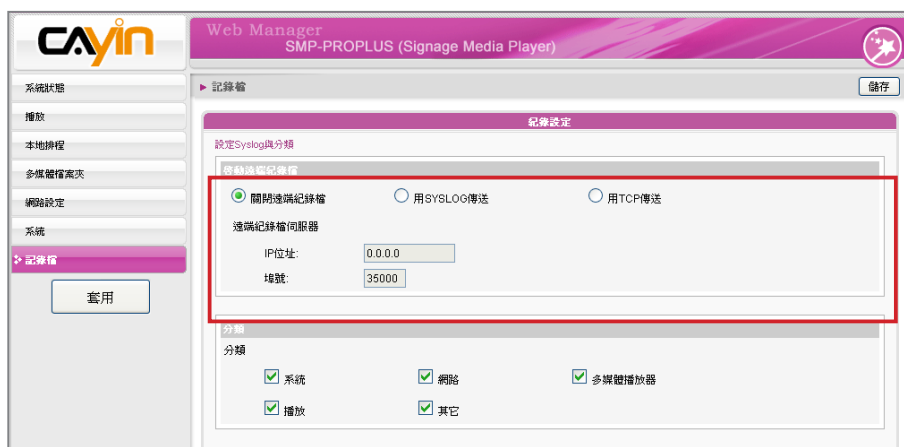 CAYIN
Web Manager
SMP-PROPLUS (Signage Media Player)
系統狀態
播放
本地排程
多媒體檔案夾
網路設定
系統
記錄檔
套用
記錄檔
儲存
紀錄設定
設定Syslog與分類
啓動遠端紀錄檔
關閉遠端紀錄檔 用SYSLOG傳送 用TCP傳送
遠端紀錄檔伺服器
IP位址: 0.0.0.0
埠號: 35000
分類
分類
系統 網路 多媒體播放器
播放 其它